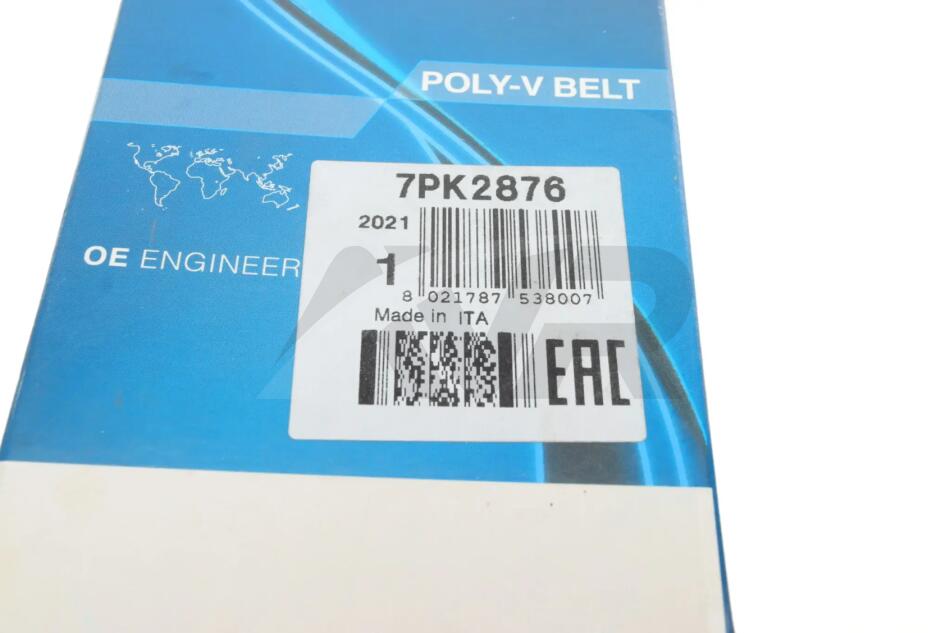 POLY-V BELT
OE ENGINEER
7PK2876
2021
1
8 021787 538007
Made in ITA
EAC